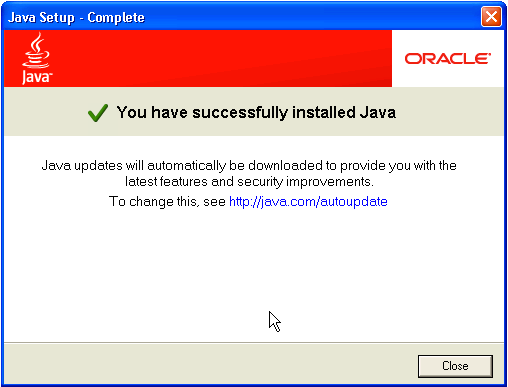 Java Setup - Complete
Java
ORACLE
You have successfully installed Java
Java updates will automatically be downloaded to provide you with the
latest features and security improvements.
To change this, see http://java.com/autoupdate
Close